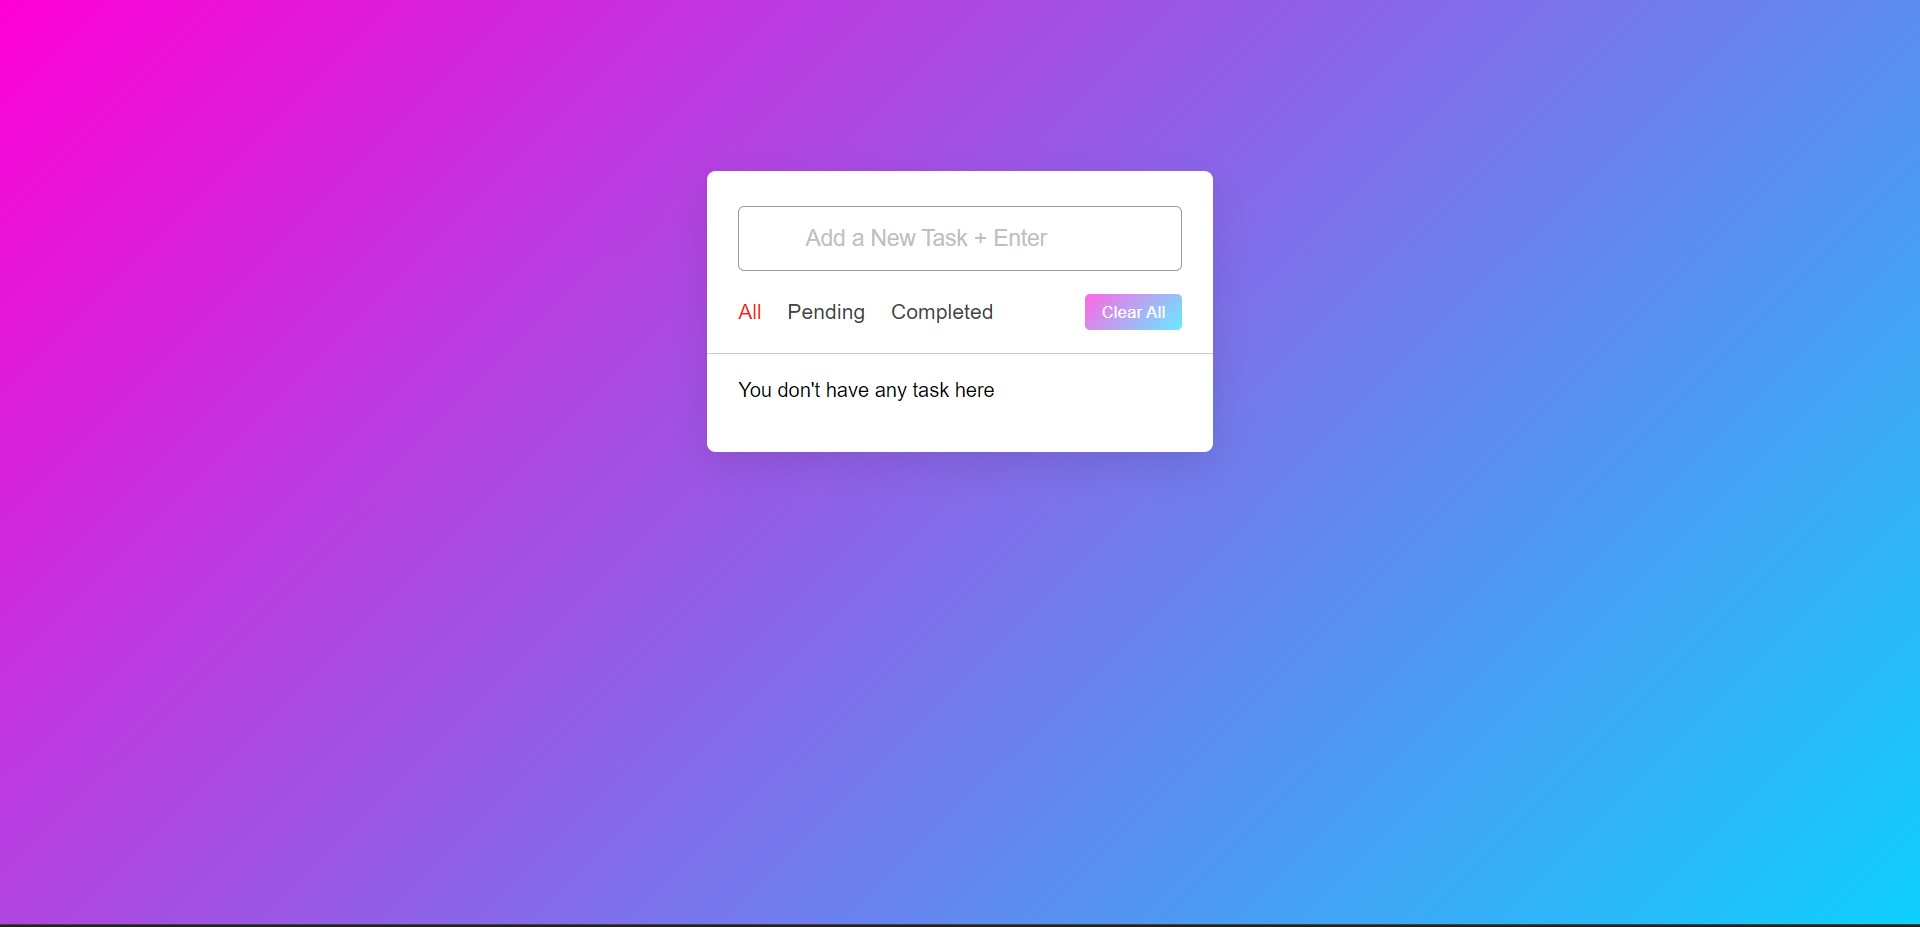 Add a New Task + Enter
All Pending Completed Clear All
You don't have any task here